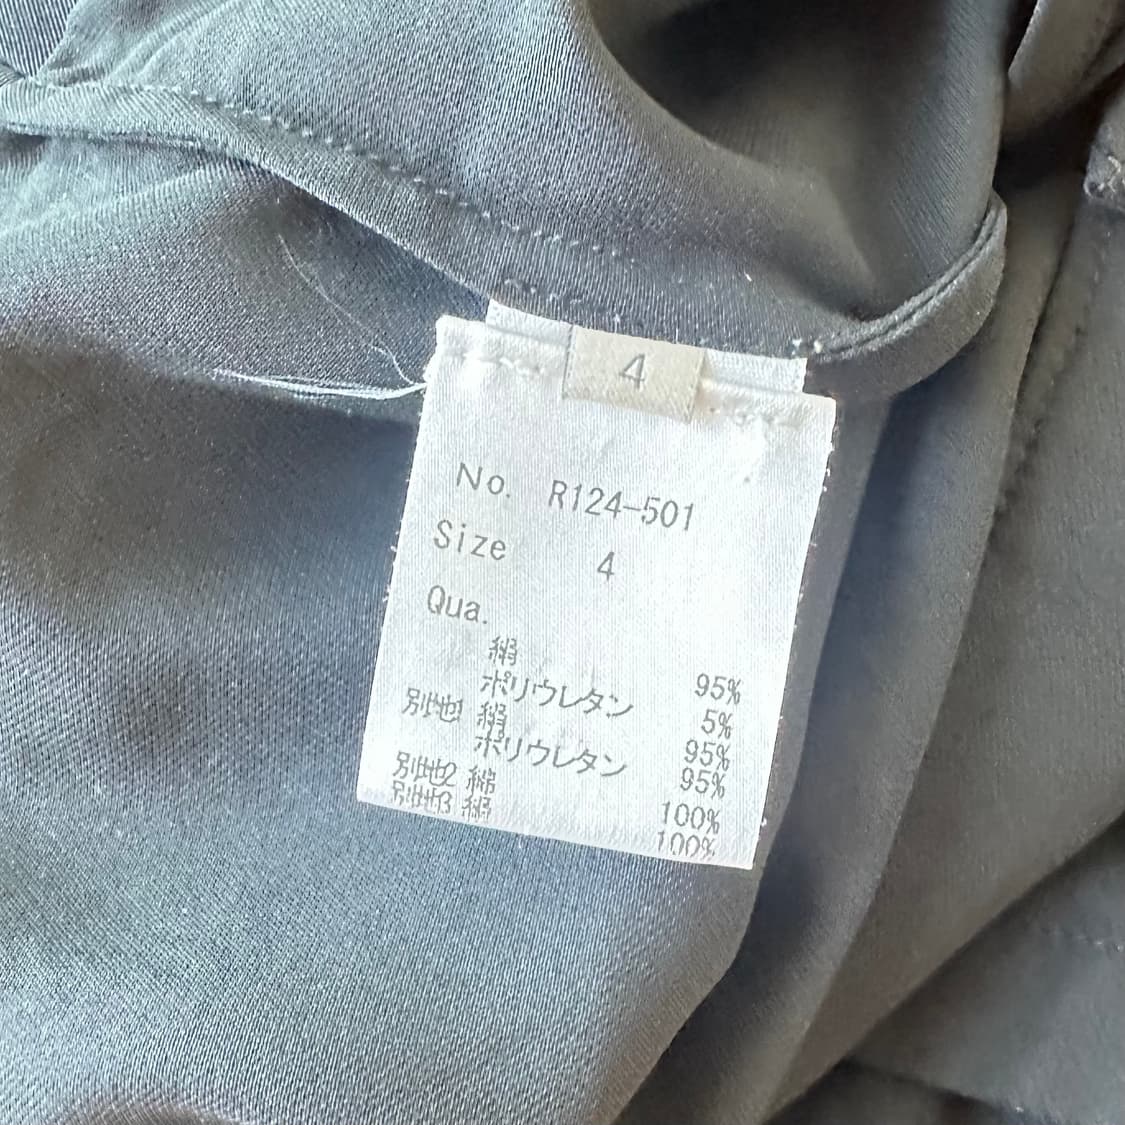 4
No. R124-501
Size 4
Qua.
絹 95%
ポリウレタン 5%
別地1 絹 95%
ポリウレタン 95%
別地2 綿 100%
別地3 絹 100%